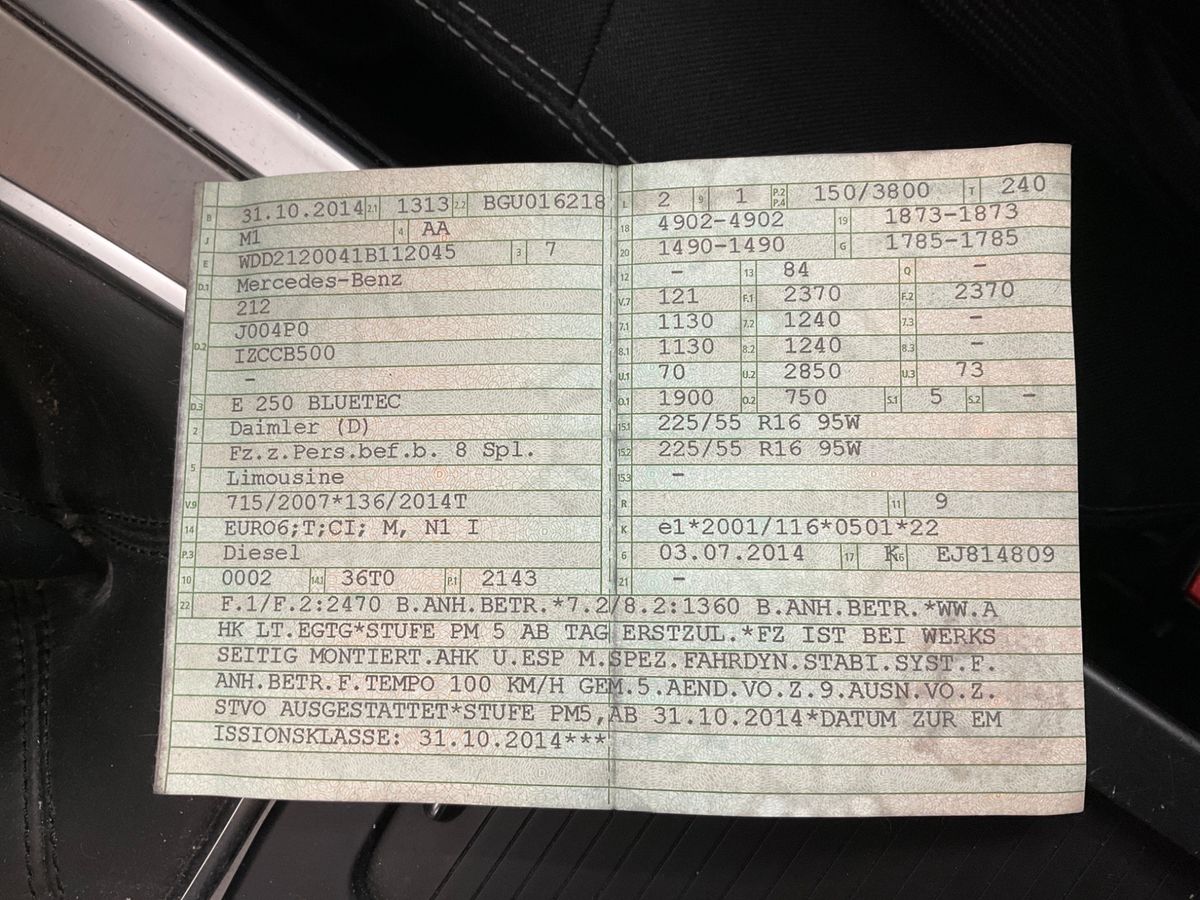 B 31.10.2014 2.1 1313 2.2 BGU016218
J M1 4 AA
E WDD2120041B112045 3 7
D.1 Mercedes-Benz
212
D.2 J004P0
IZCCB500
–
D.3 E 250 BLUETEC
2 Daimler (D)
5 Fz.z.Pers.bef.b. 8 Spl.
Limousine
V.9 715/2007*136/2014T
14 EURO6;T;CI; M, N1 I
P.3 Diesel
10 0002 14.1 36T0 P.1 2143
L 2 9 1 P.2 P.4 150/3800 T 240
18 4902-4902 19 1873-1873
20 1490-1490 G 1785-1785
12 – 13 84 Q –
V.7 121 F.1 2370 F.2 2370
7.1 1130 7.2 1240 7.3 –
8.1 1130 8.2 1240 8.3 –
U.1 70 U.2 2850 U.3 73
O.1 1900 O.2 750 S.1 5 S.2 –
15.1 225/55 R16 95W
15.2 225/55 R16 95W
15.3 –
R 11 9
K e1*2001/116*0501*22
6 03.07.2014 17 K 16 EJ814809
21 –
22 F.1/F.2:2470 B.ANH.BETR.*7.2/8.2:1360 B.ANH.BETR.*WW.A
HK LT.EGTG*STUFE PM 5 AB TAG ERSTZUL.*FZ IST BEI WERKS
SEITIG MONTIERT.AHK U.ESP M.SPEZ.FAHRDYN.STABI.SYST.F.
ANH.BETR.F.TEMPO 100 KM/H GEM.5.AEND.VO.Z.9.AUSN.VO.Z.
STVO AUSGESTATTET*STUFE PM5,AB 31.10.2014*DATUM ZUR EM
ISSIONSKLASSE: 31.10.2014***